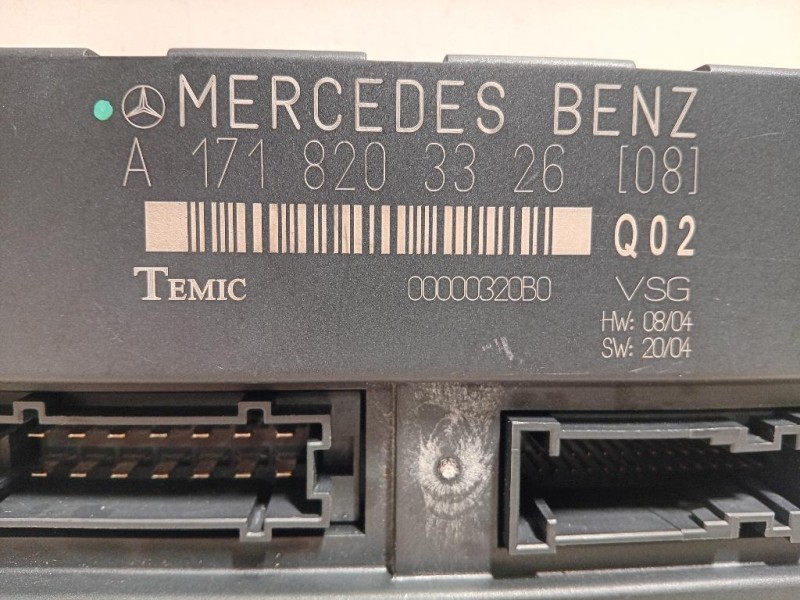 MERCEDES BENZ
A 171 820 33 26 [08]
Q02
TEMIC 00000320B0 VSG
HW: 08/04
SW: 20/04